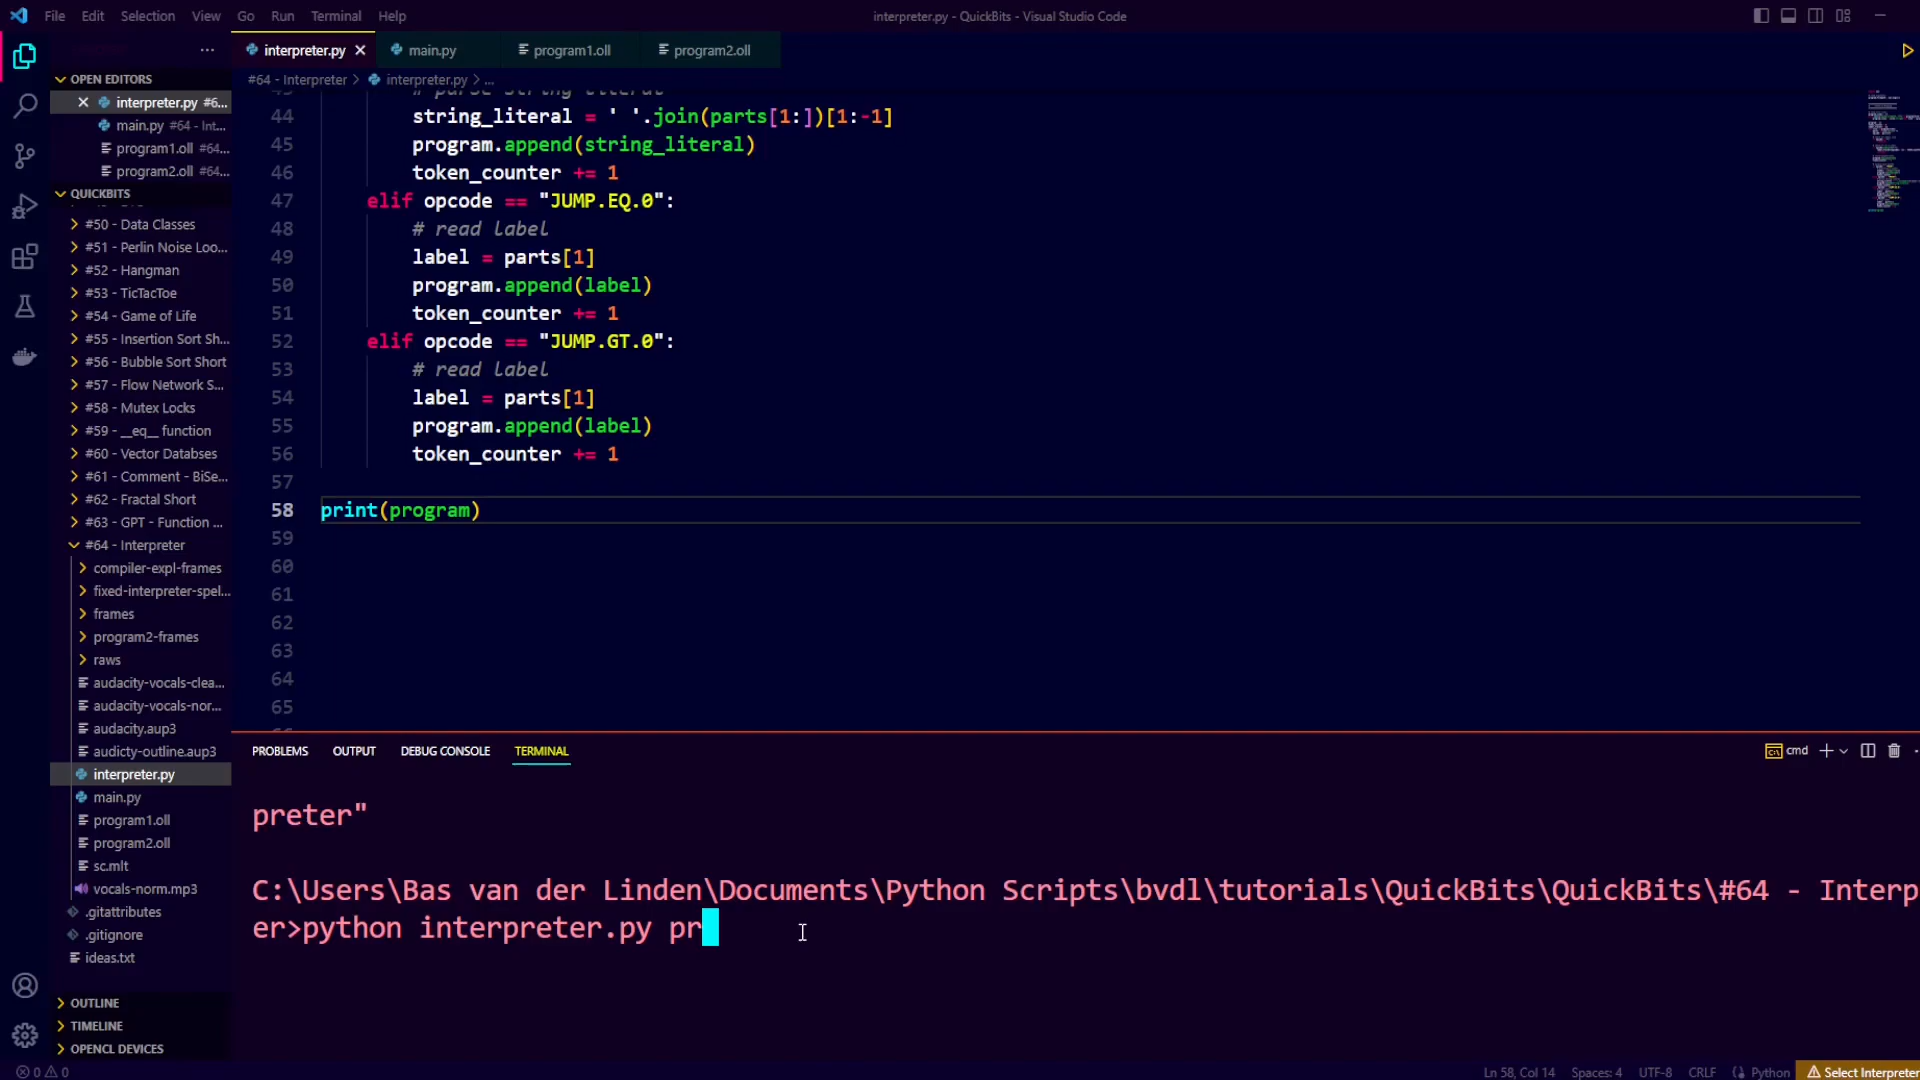 File Edit Selection View Go Run Terminal Help
interpreter.py - QuickBits - Visual Studio Code
interpreter.py
main.py
program1.oll
program2.oll
OPEN EDITORS
interpreter.py #6...
main.py #64 - Int...
program1.oll #64...
program2.oll #64...
QUICKBITS
#50 - Data Classes
#51 - Perlin Noise Loo...
#52 - Hangman
#53 - TicTacToe
#54 - Game of Life
#55 - Insertion Sort Sh...
#56 - Bubble Sort Short
#57 - Flow Network S...
#58 - Mutex Locks
#59 - __eq__ function
#60 - Vector Databses
#61 - Comment - BiSe...
#62 - Fractal Short
#63 - GPT - Function ...
#64 - Interpreter
compiler-expl-frames
fixed-interpreter-spel...
frames
program2-frames
raws
audacity-vocals-clea...
audacity-vocals-nor...
audacity.aup3
audicty-outline.aup3
interpreter.py
main.py
program1.oll
program2.oll
sc.mlt
vocals-norm.mp3
.gitattributes
.gitignore
ideas.txt
OUTLINE
TIMELINE
OPENCL DEVICES
#64 - Interpreter > interpreter.py > ...
# parse string literal
44 string_literal = ' '.join(parts[1:])[1:-1]
45 program.append(string_literal)
46 token_counter += 1
47 elif opcode == "JUMP.EQ.0":
48 # read label
49 label = parts[1]
50 program.append(label)
51 token_counter += 1
52 elif opcode == "JUMP.GT.0":
53 # read label
54 label = parts[1]
55 program.append(label)
56 token_counter += 1
57
58 print(program)
59
60
61
62
63
64
65
PROBLEMS OUTPUT DEBUG CONSOLE TERMINAL
cmd
preter"
C:\Users\Bas van der Linden\Documents\Python Scripts\bvdl\tutorials\QuickBits\QuickBits\#64 - Interp
er>python interpreter.py pr
0 0
Ln 58, Col 14 Spaces: 4 UTF-8 CRLF Python Select Interpreter